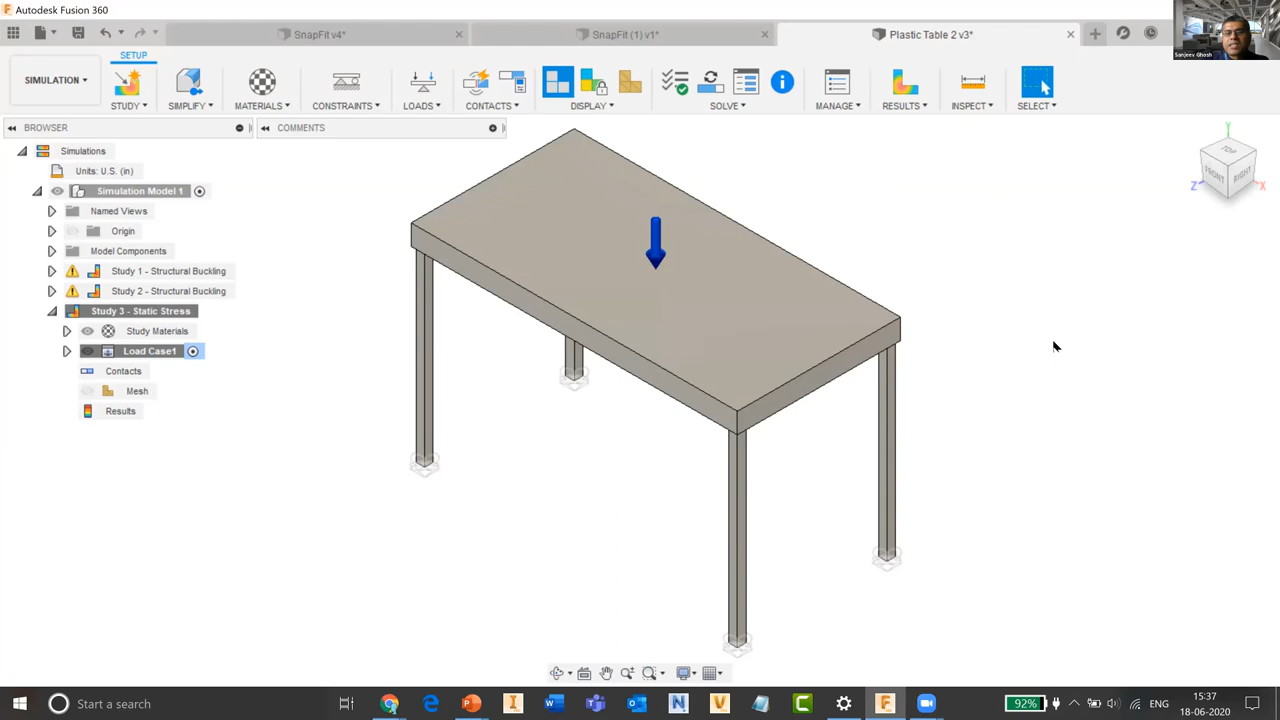 Autodesk Fusion 360
SnapFit v4*
SnapFit (1) v1*
Plastic Table 2 v3*
Sanjeev Ghosh
SETUP
SIMULATION
STUDY
SIMPLIFY
MATERIALS
CONSTRAINTS
LOADS
CONTACTS
DISPLAY
SOLVE
MANAGE
RESULTS
INSPECT
SELECT
BROWSER
COMMENTS
Simulations
Units: U.S. (in)
Simulation Model 1
Named Views
Origin
Model Components
Study 1 - Structural Buckling
Study 2 - Structural Buckling
Study 3 - Static Stress
Study Materials
Load Case1
Contacts
Mesh
Results
Y
TOP
FRONT
RIGHT
Z
X
Start a search
92%
ENG
15:37
18-06-2020